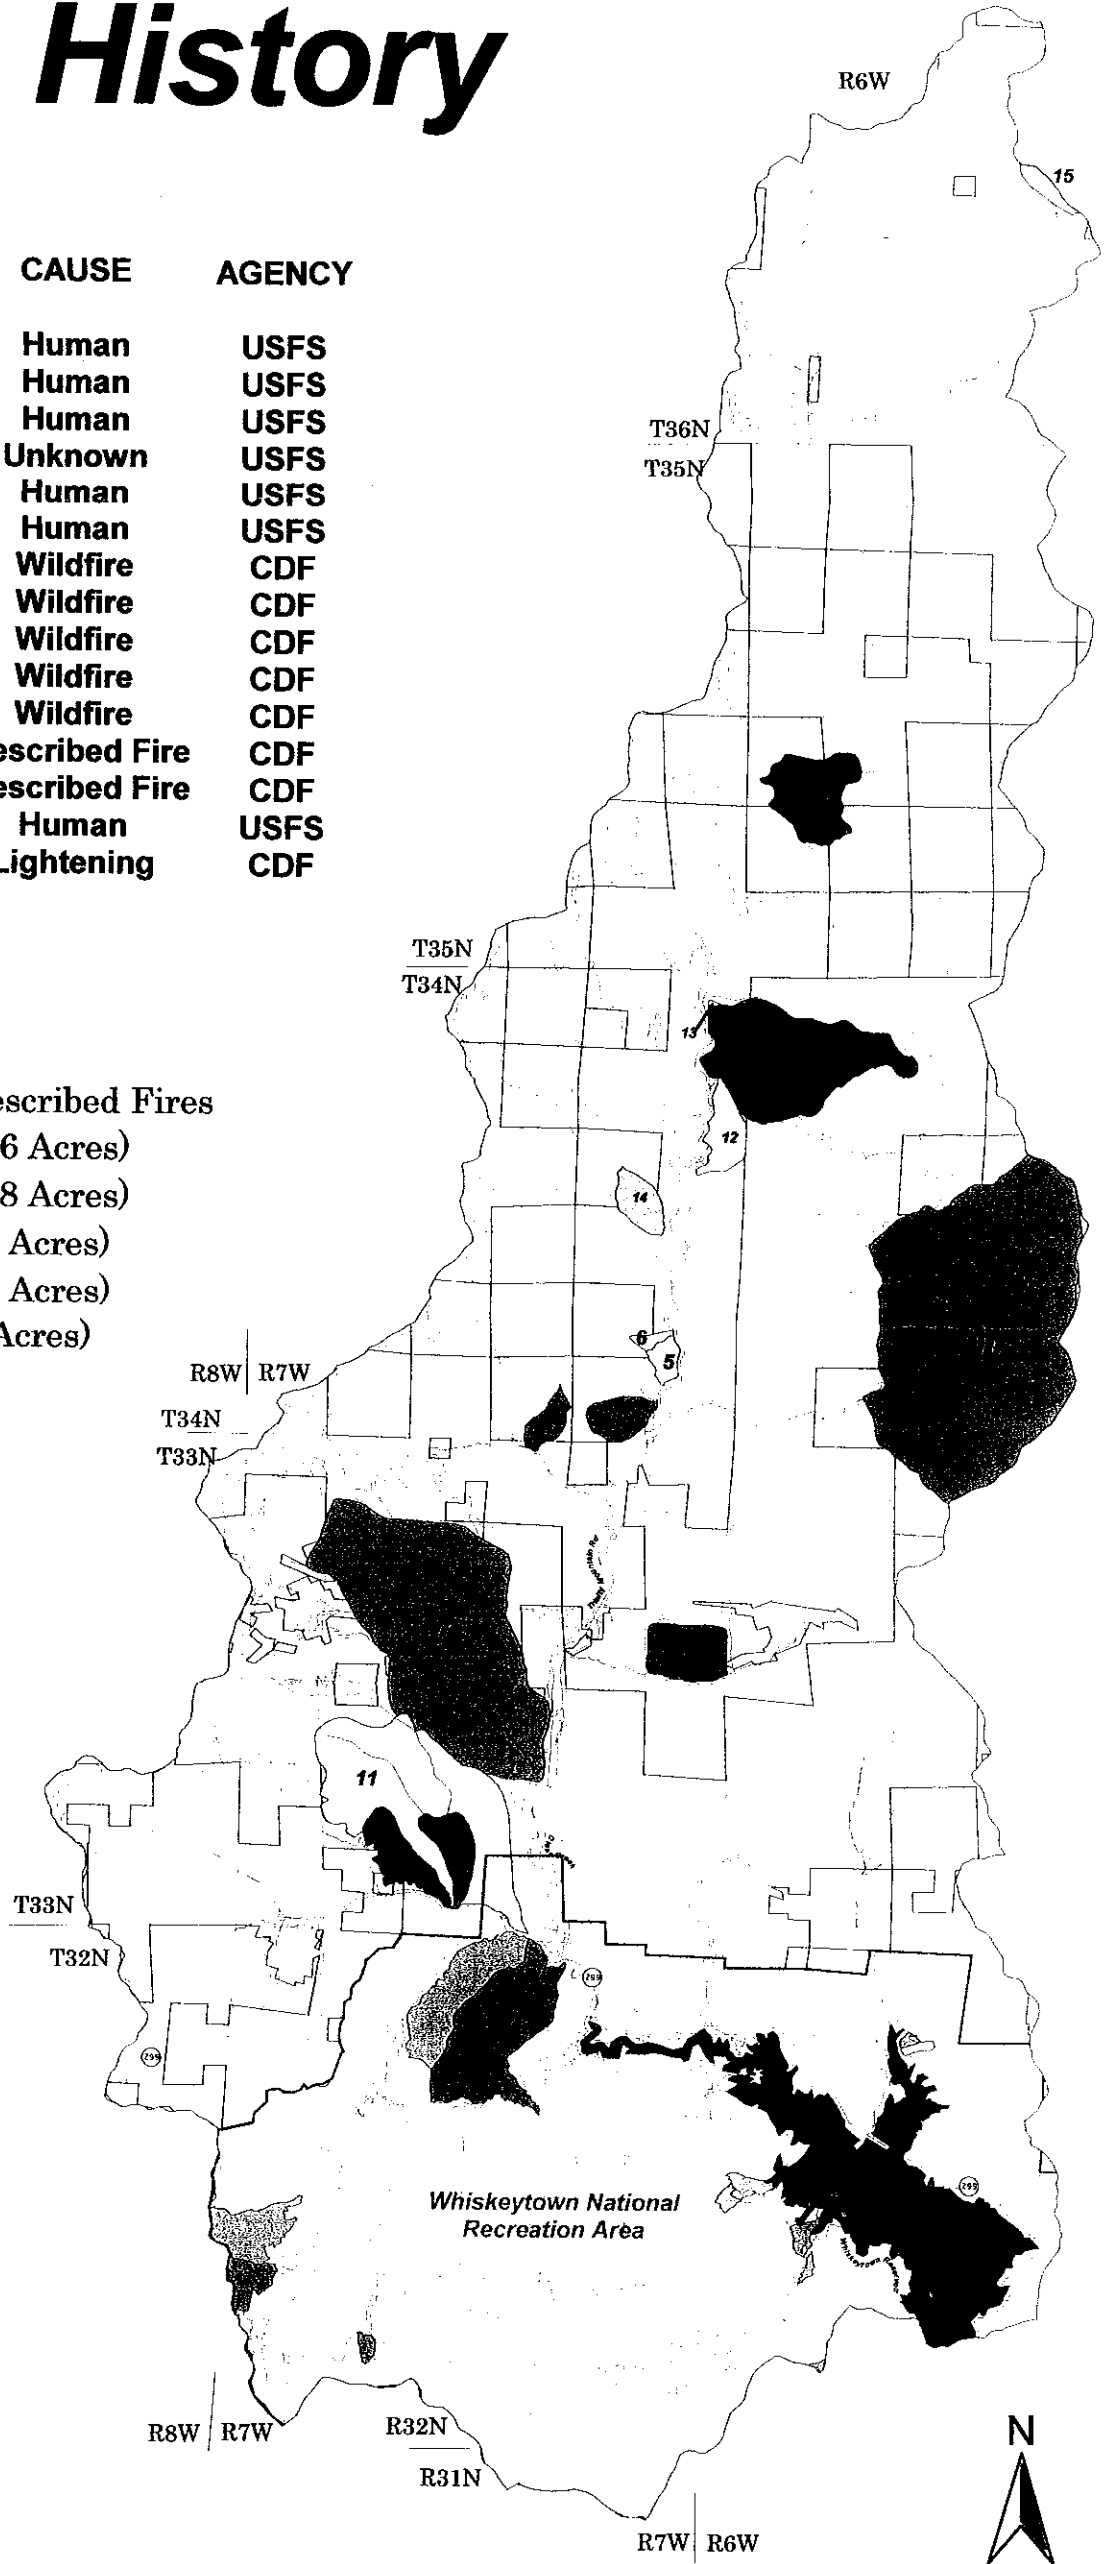 History
CAUSE AGENCY
Human USFS
Human USFS
Human USFS
Unknown USFS
Human USFS
Human USFS
Wildfire CDF
Wildfire CDF
Wildfire CDF
Wildfire CDF
Wildfire CDF
escribed Fire CDF
escribed Fire CDF
Human USFS
Lightening CDF
escribed Fires
6 Acres)
8 Acres)
Acres)
Acres)
Acres)
R6W
15
T36N
T35N
T35N
T34N
13
12
14
6
5
R8W R7W
T34N
T33N
11
T33N
T32N
299
299
299
Whiskeytown National
Recreation Area
R8W R7W
R32N
R31N
R7W R6W
N